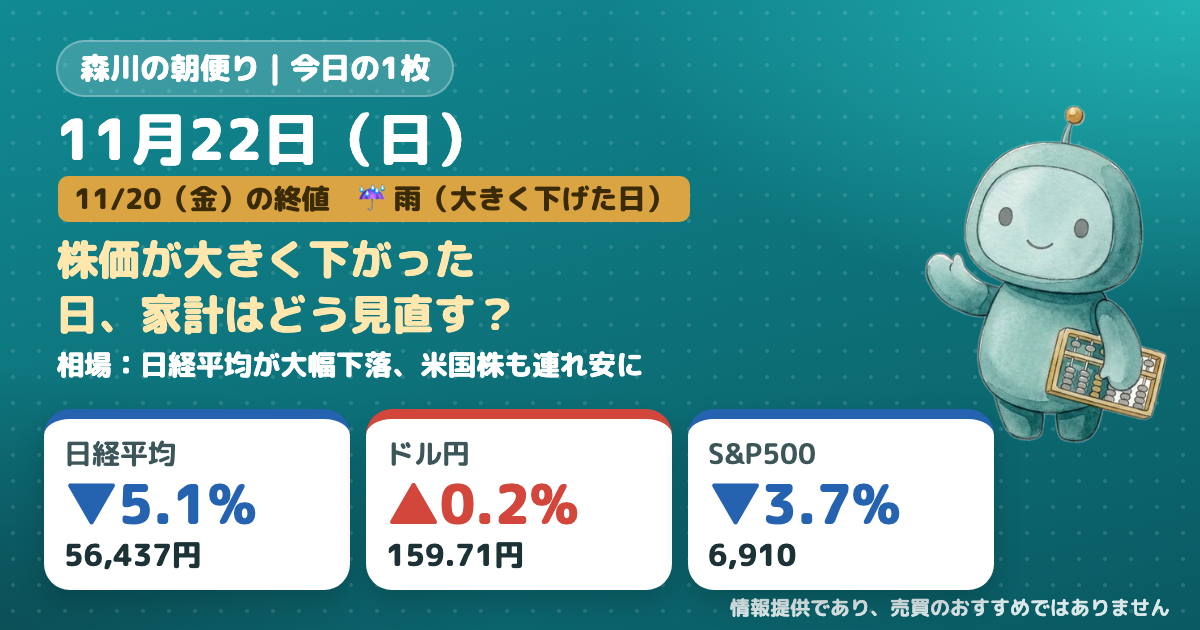 森川の朝便り | 今日の1枚
11月22日（日）
11/20（金）の終値 ☔ 雨（大きく下げた日）
株価が大きく下がった
日、家計はどう見直す？
相場：日経平均が大幅下落、米国株も連れ安に
日経平均
▼5.1%
56,437円
ドル円
▲0.2%
159.71円
S&P500
▼3.7%
6,910
情報提供であり、売買のおすすめではありません